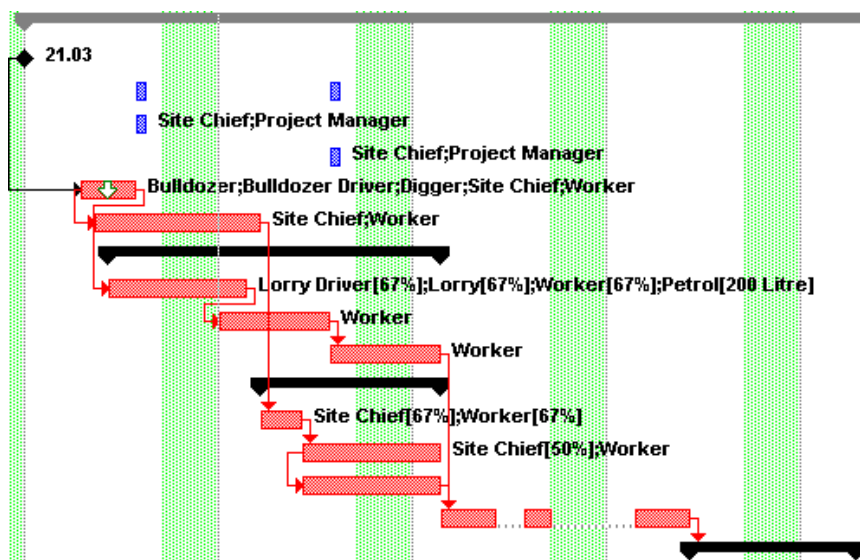 21.03
Site Chief;Project Manager
Site Chief;Project Manager
Bulldozer;Bulldozer Driver;Digger;Site Chief;Worker
Site Chief;Worker
Lorry Driver[67%];Lorry[67%];Worker[67%];Petrol[200 Litre]
Worker
Worker
Site Chief[67%];Worker[67%]
Site Chief[50%];Worker